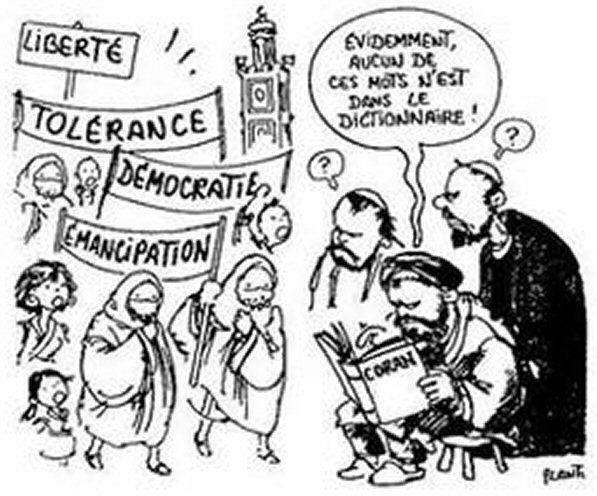 LIBERTÉ
TOLÉRANCE
DÉMOCRATIE
ÉMANCIPATION
ÉVIDEMMENT,
AUCUN DE
CES MOTS N'EST
DANS LE
DICTIONNAIRE !
?
?
CORAN
PLANTU